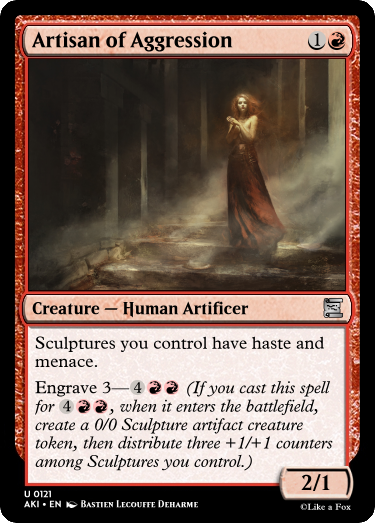 Artisan of Aggression 1
Creature — Human Artificer
Sculptures you control have haste and
menace.
Engrave 3—4 (If you cast this spell
for 4, when it enters the battlefield,
create a 0/0 Sculpture artifact creature
token, then distribute three +1/+1 counters
among Sculptures you control.)
2/1
U 0121
AKI • EN Bastien Lecouffe Deharme
©Like a Fox